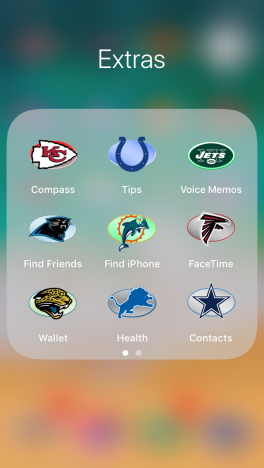 Extras
KC
JETS
Compass Tips Voice Memos
Find Friends Find iPhone FaceTime
Wallet Health Contacts